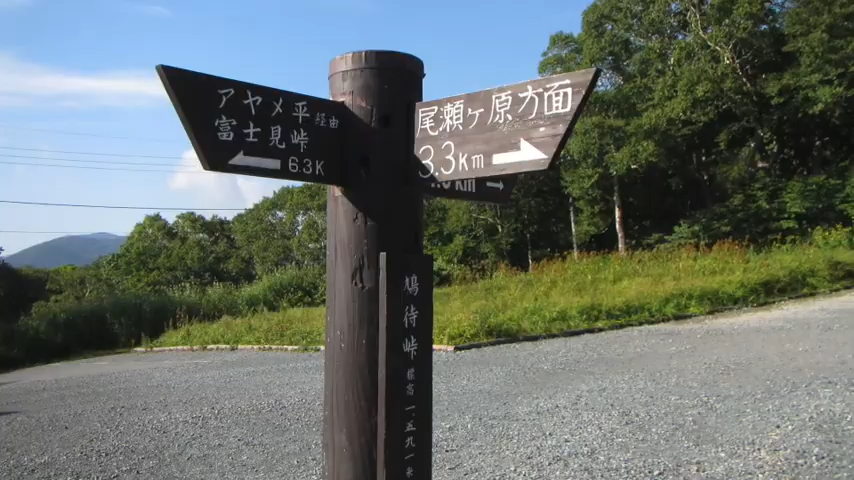 アヤメ平経由
富士見峠
← 6.3K
尾瀬ヶ原方面
3.3Km →
鳩待峠 標高一.五九一米